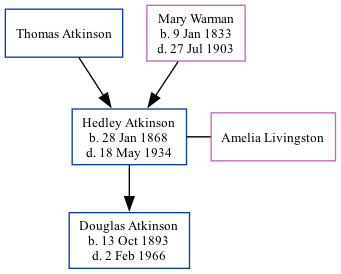 Thomas Atkinson
Mary Warman
b. 9 Jan 1833
d. 27 Jul 1903
Hedley Atkinson
b. 28 Jan 1868
d. 18 May 1934
Amelia Livingston
Douglas Atkinson
b. 13 Oct 1893
d. 2 Feb 1966